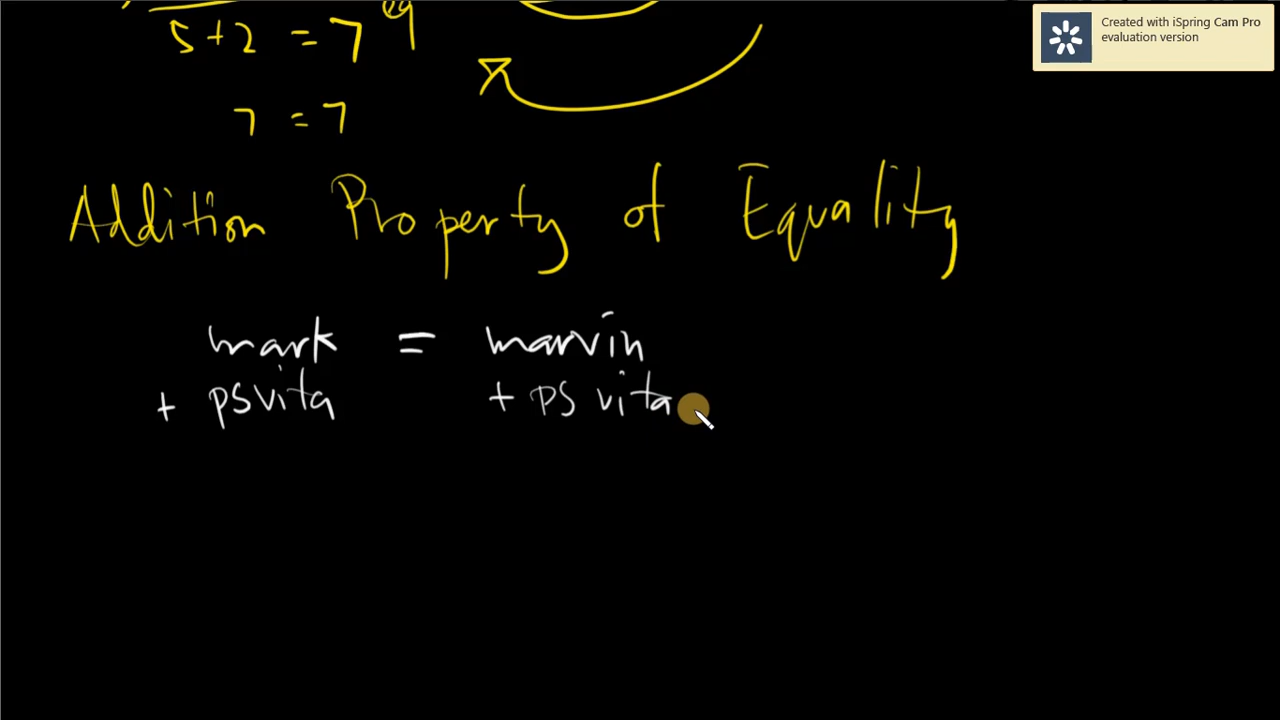 5 + 2 = 7
7 = 7
Addition Property of Equality
mark = marvin
+ psvita + PS vita
Created with iSpring Cam Pro
evaluation version